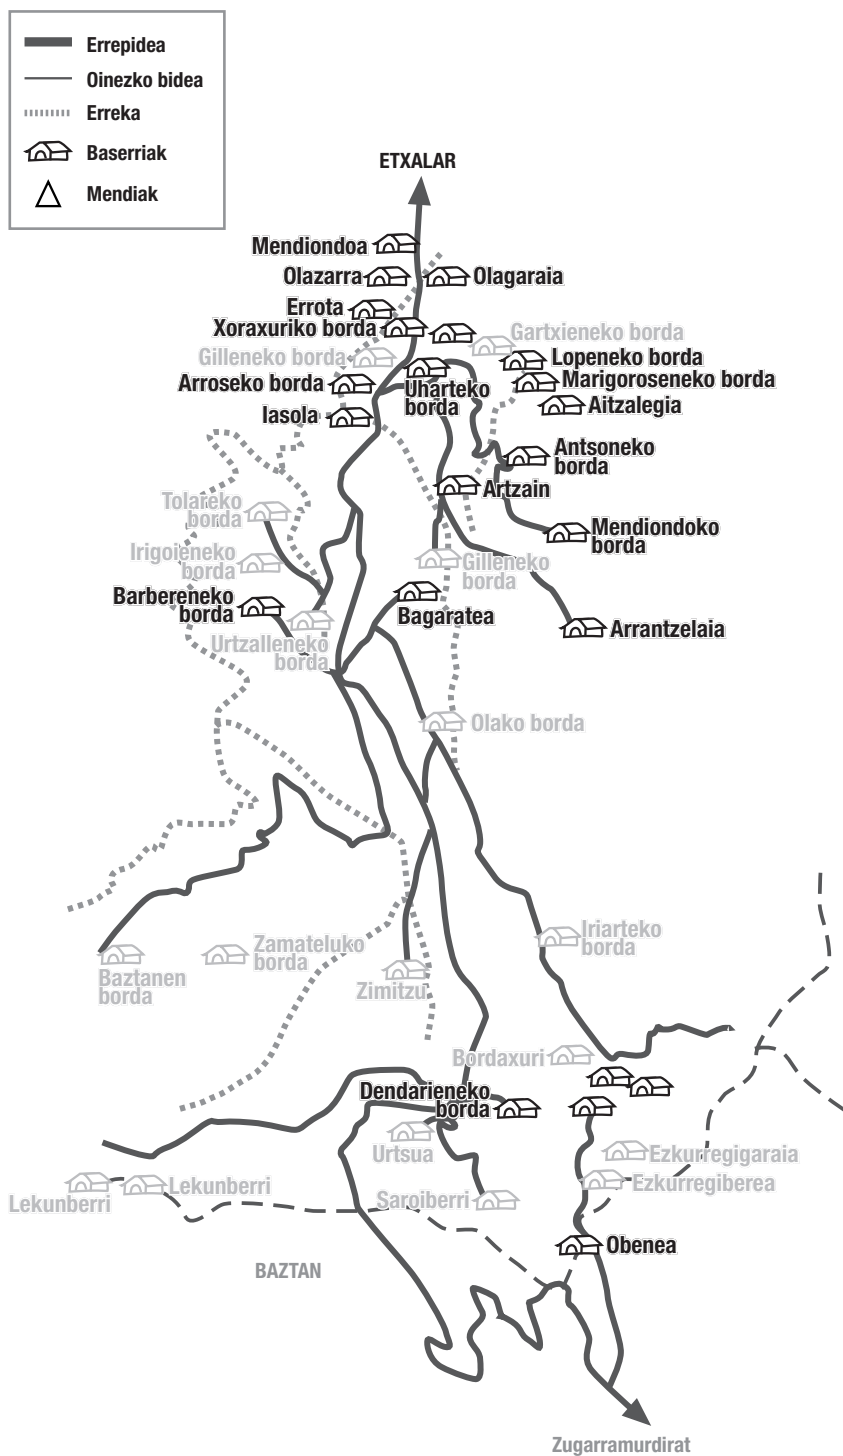 Errepidea
Oinezko bidea
Erreka
Baserriak
Mendiak
ETXALAR
Mendiondoa
Olazarra
Olagaraia
Errota
Xoraxuriko borda
Gartxieneko borda
Gilleneko borda
Lopeneko borda
Arroseko borda
Uharteko
borda
Marigoroseneko borda
Iasola
Aitzalegia
Antsoneko
borda
Tolareko
borda
Artzain
Mendiondoko
borda
Irigoieneko
borda
Gilleneko
borda
Barbereneko
borda
Bagaratea
Arrantzelaia
Urtzalleneko
borda
Olako borda
Iriarteko
borda
Zamateluko
borda
Baztanen
borda
Zimitzu
Bordaxuri
Dendarieneko
borda
Urtsua
Ezkurregigaraia
Lekunberri
Lekunberri
Ezkurregiberea
Saroiberri
Obenea
BAZTAN
Zugarramurdirat